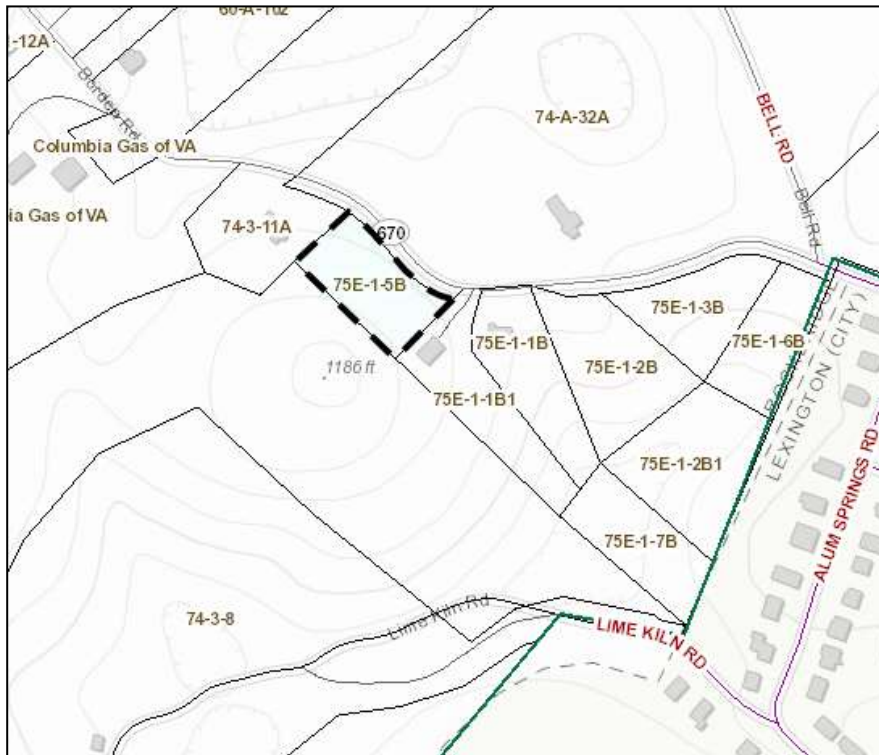 60-A-102
-12A
Borden Rd
Columbia Gas of VA
ia Gas of VA
74-A-32A
BELL RD
Bell Rd
74-3-11A
670
75E-1-5B
75E-1-3B
75E-1-1B
75E-1-6B
75E-1-2B
1186 ft
75E-1-1B1
LEXINGTON (CITY)
75E-1-2B1
ALUM SPRINGS RD
75E-1-7B
Lime Kiln Rd
74-3-8
LIME KILN RD